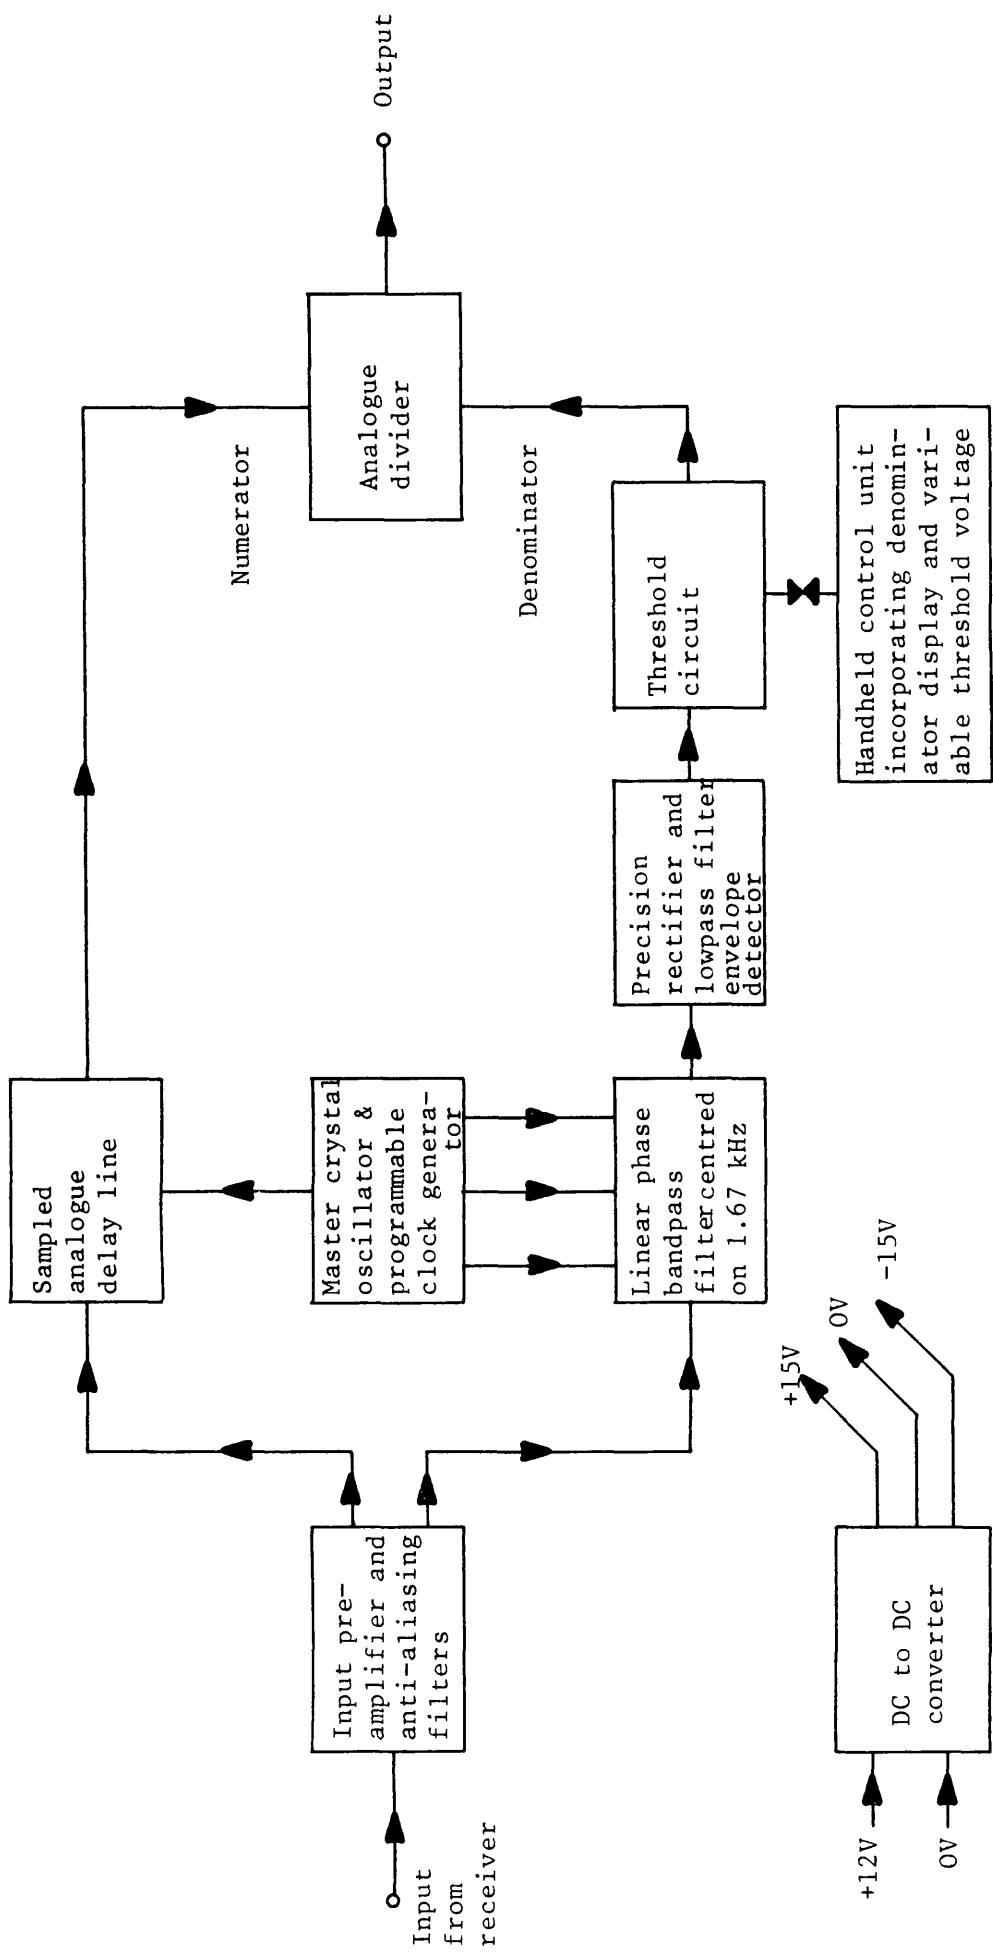 Input
from
receiver
Input pre-
amplifier and
anti-aliasing
filters
Sampled
analogue
delay line
Master crystal
oscillator &
programmable
clock genera-
tor
Linear phase
bandpass
filter centred
on 1.67 kHz
Precision
rectifier and
lowpass filter
envelope
detector
Threshold
circuit
Handheld control unit
incorporating denomin-
ator display and vari-
able threshold voltage
Numerator
Denominator
Analogue
divider
Output
+12V
0V
DC to DC
converter
+15V
0V
-15V